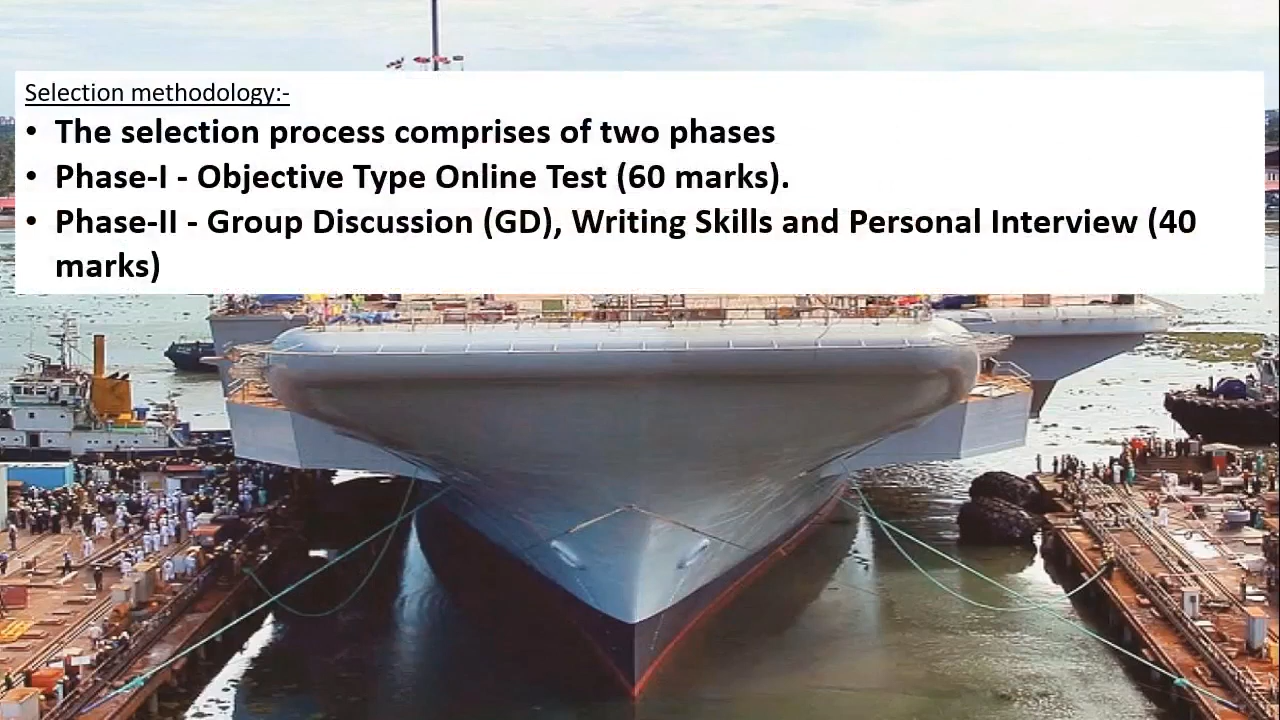 Selection methodology:-
• The selection process comprises of two phases
• Phase-I - Objective Type Online Test (60 marks).
• Phase-II - Group Discussion (GD), Writing Skills and Personal Interview (40
marks)